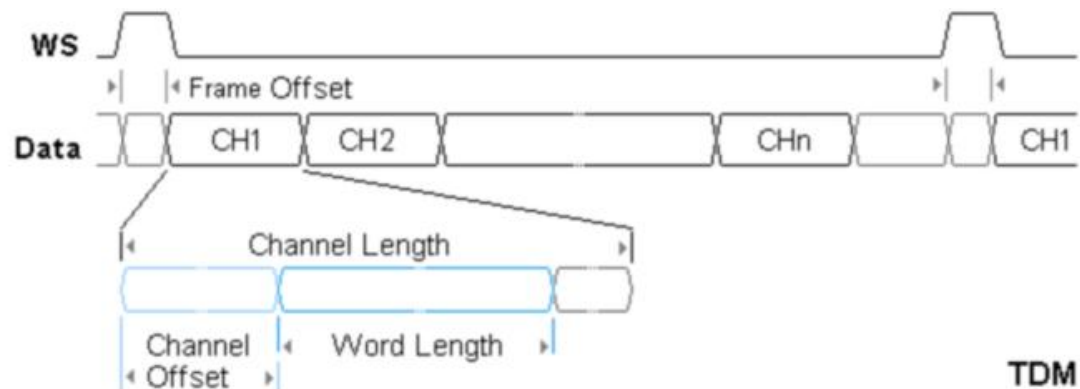 WS
Frame Offset
Data
CH1
CH2
CHn
CH1
Channel Length
Channel
Offset
Word Length
TDM